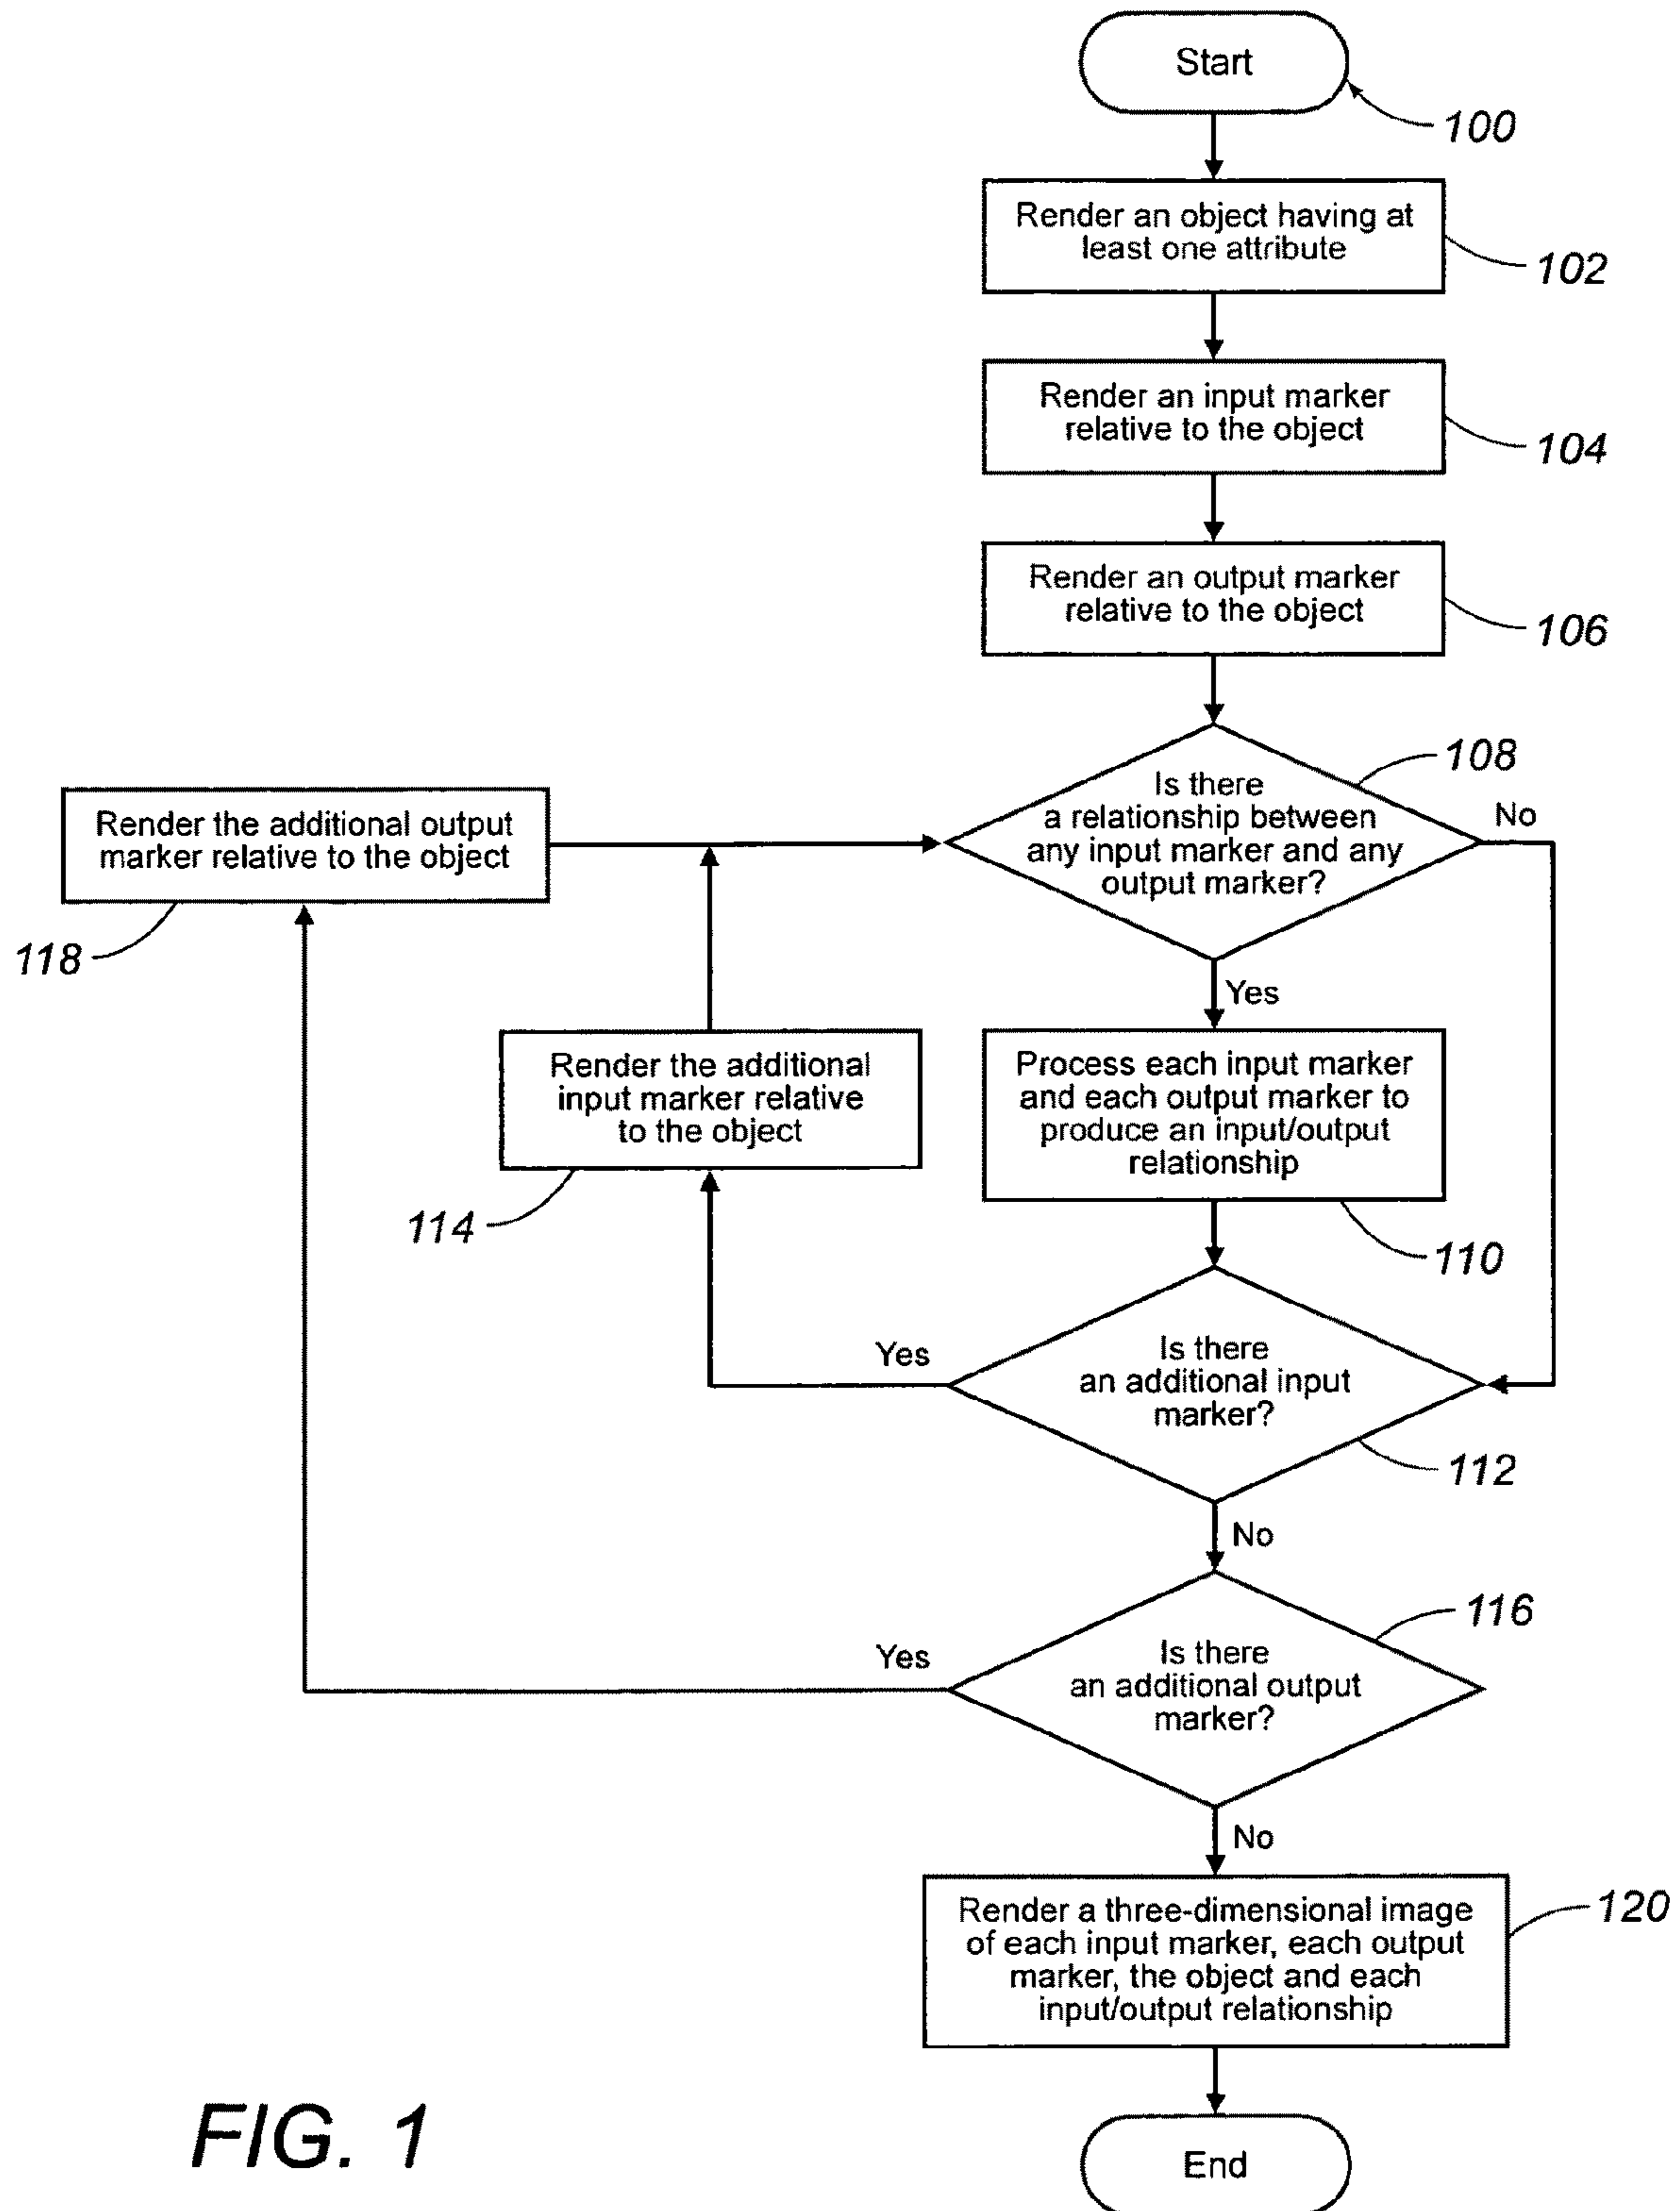 Start
100
Render an object having at
least one attribute
102
Render an input marker
relative to the object
104
Render an output marker
relative to the object
106
108
Is there
a relationship between
any input marker and any
output marker?
No
Render the additional output
marker relative to the object
118
Yes
Render the additional
input marker relative
to the object
114
Process each input marker
and each output marker to
produce an input/output
relationship
110
Yes
Is there
an additional input
marker?
112
No
116
Yes
Is there
an additional output
marker?
No
Render a three-dimensional image
of each input marker, each output
marker, the object and each
input/output relationship
120
End
FIG. 1